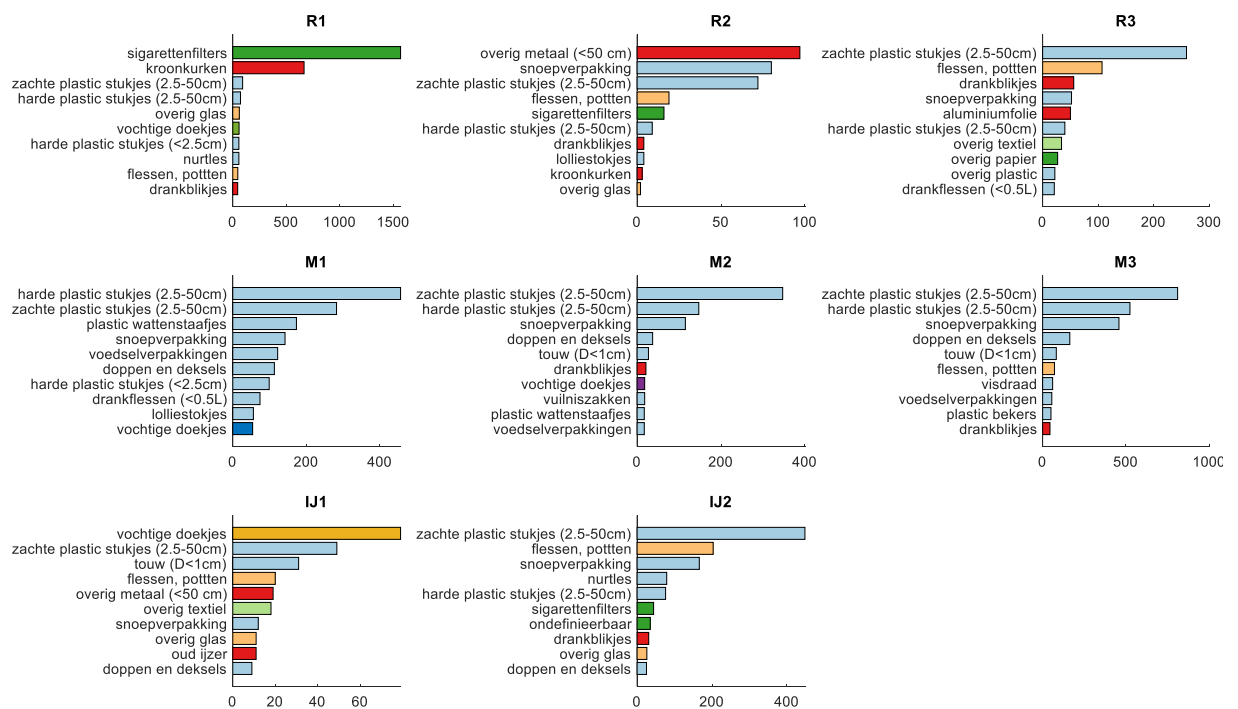 R1
sigarettenfilters
kroonkurken
zachte plastic stukjes (2.5-50cm)
harde plastic stukjes (2.5-50cm)
overig glas
vochtige doekjes
harde plastic stukjes (<2.5cm)
nurtles
flessen, pottten
drankblijkjes
0 500 1000 1500
R2
overig metaal (<50 cm)
snoepverpakking
zachte plastic stukjes (2.5-50cm)
flessen, pottten
sigarettenfilters
harde plastic stukjes (2.5-50cm)
drankblijkjes
lolliestokjes
kroonkurken
overig glas
0 50 100
R3
zachte plastic stukjes (2.5-50cm)
flessen, pottten
drankblijkjes
snoepverpakking
aluminiumfolie
harde plastic stukjes (2.5-50cm)
overig textiel
overig papier
overig plastic
drankflessen (<0.5L)
0 100 200 300
M1
harde plastic stukjes (2.5-50cm)
zachte plastic stukjes (2.5-50cm)
plastic wattenstaafjes
snoepverpakking
voedselverpakkingen
doppen en deksels
harde plastic stukjes (<2.5cm)
drankflessen (<0.5L)
lolliestokjes
vochtige doekjes
0 200 400
M2
zachte plastic stukjes (2.5-50cm)
harde plastic stukjes (2.5-50cm)
snoepverpakking
doppen en deksels
touw (D<1cm)
drankblijkjes
vochtige doekjes
vuilniszakken
plastic wattenstaafjes
voedselverpakkingen
0 200 400
M3
zachte plastic stukjes (2.5-50cm)
harde plastic stukjes (2.5-50cm)
snoepverpakking
doppen en deksels
touw (D<1cm)
flessen, pottten
visdraad
voedselverpakkingen
plastic bekers
drankblijkjes
0 500 1000
IJ1
vochtige doekjes
zachte plastic stukjes (2.5-50cm)
touw (D<1cm)
flessen, pottten
overig metaal (<50 cm)
overig textiel
snoepverpakking
overig glas
oud ijzer
doppen en deksels
0 20 40 60
IJ2
zachte plastic stukjes (2.5-50cm)
flessen, pottten
snoepverpakking
nurtles
harde plastic stukjes (2.5-50cm)
sigarettenfilters
ondefinieerbaar
drankblijkjes
overig glas
doppen en deksels
0 200 400